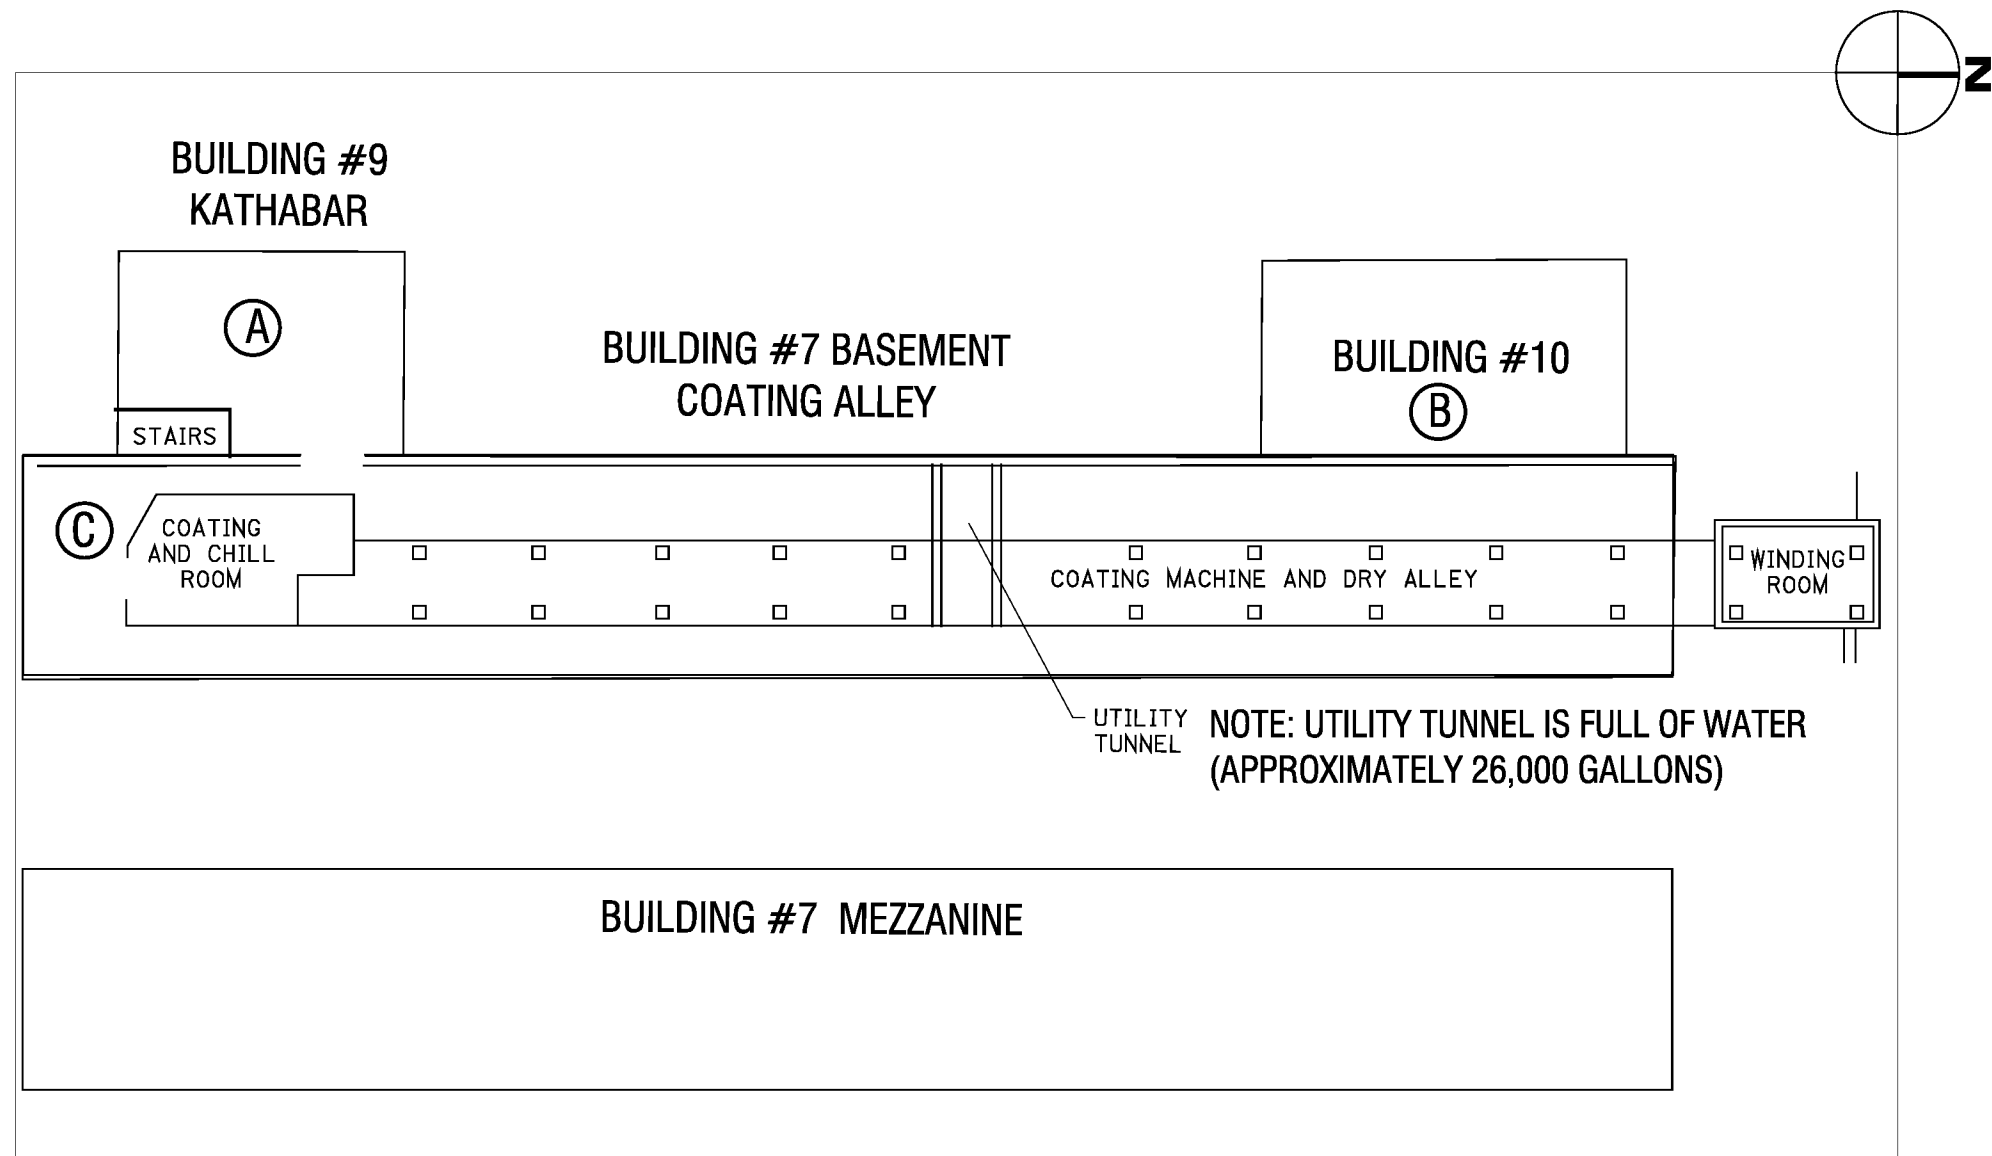 N
BUILDING #9
KATHABAR
A
BUILDING #7 BASEMENT
COATING ALLEY
BUILDING #10
B
STAIRS
C
COATING
AND CHILL
ROOM
COATING MACHINE AND DRY ALLEY
WINDING
ROOM
UTILITY
TUNNEL
NOTE: UTILITY TUNNEL IS FULL OF WATER
(APPROXIMATELY 26,000 GALLONS)
BUILDING #7 MEZZANINE